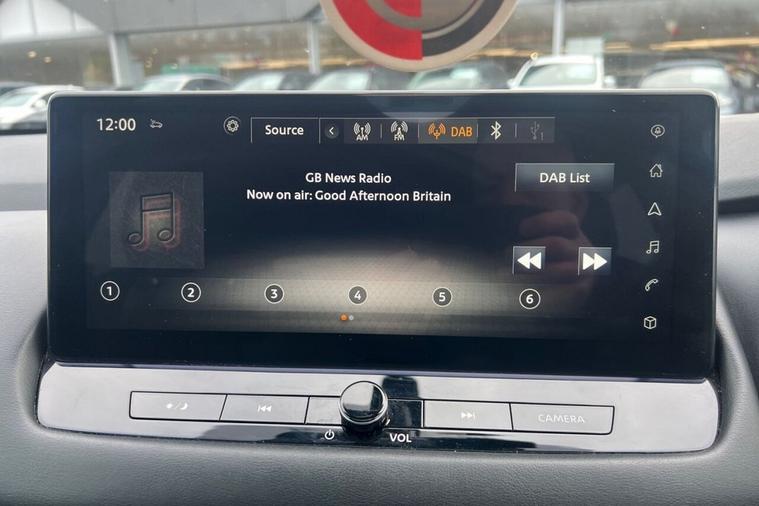 12:00
Source
AM
FM
DAB
1
GB News Radio
Now on air: Good Afternoon Britain
DAB List
1
2
3
4
5
6
VOL
CAMERA